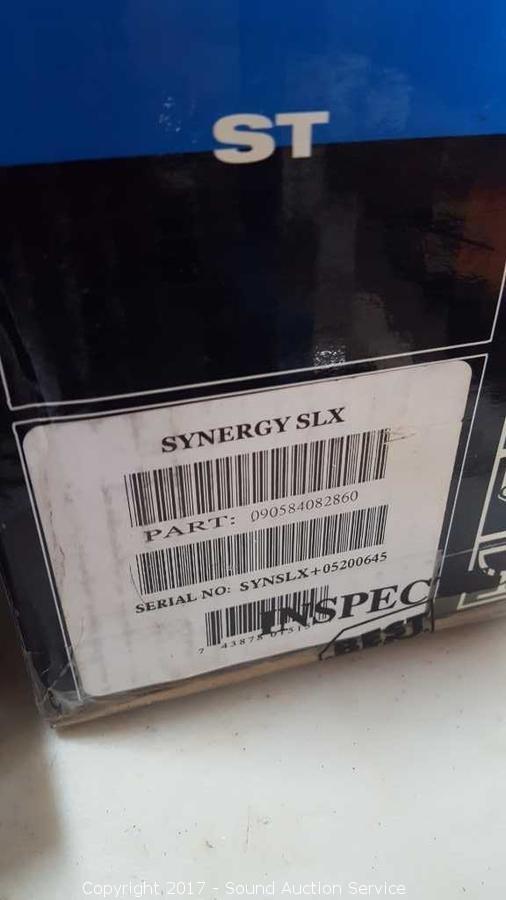 ST
SYNERGY SLX
PART: 090584082860
SERIAL NO: SYNSLX+05200645
INSPEC
BEST
Copyright 2017 - Sound Auction Service